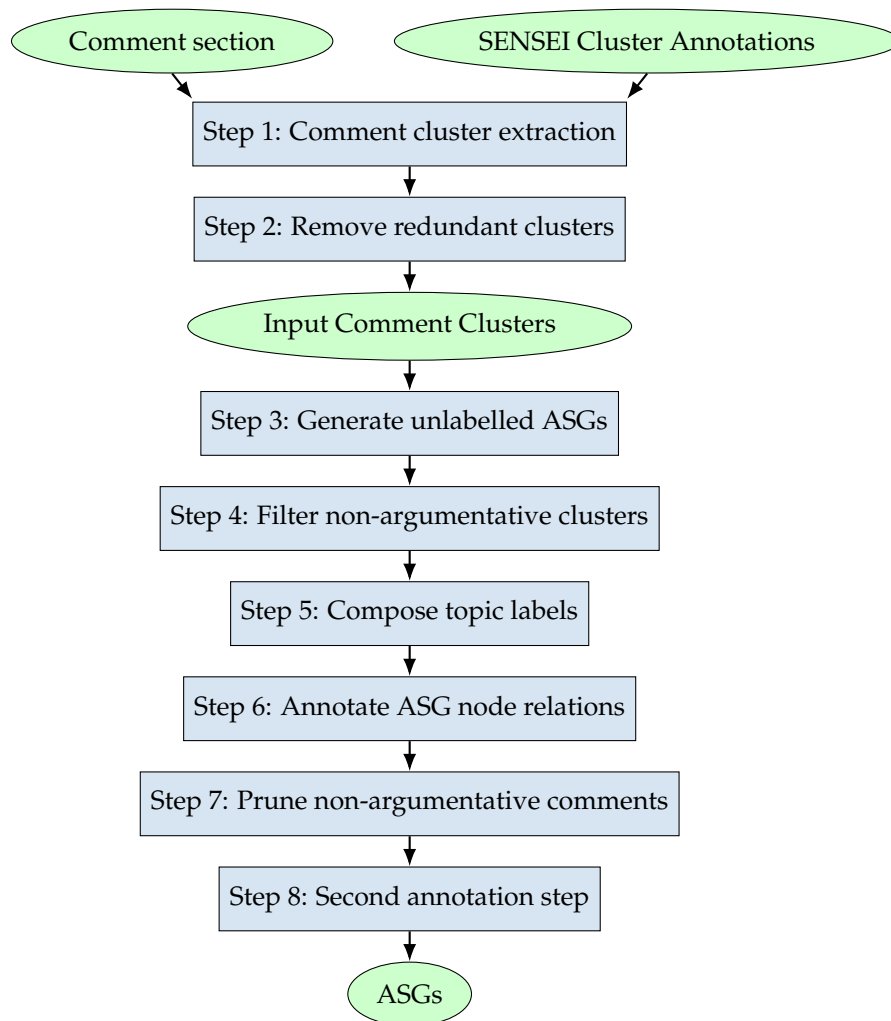 Comment section
SENSEI Cluster Annotations
Step 1: Comment cluster extraction
Step 2: Remove redundant clusters
Input Comment Clusters
Step 3: Generate unlabelled ASGs
Step 4: Filter non-argumentative clusters
Step 5: Compose topic labels
Step 6: Annotate ASG node relations
Step 7: Prune non-argumentative comments
Step 8: Second annotation step
ASGs